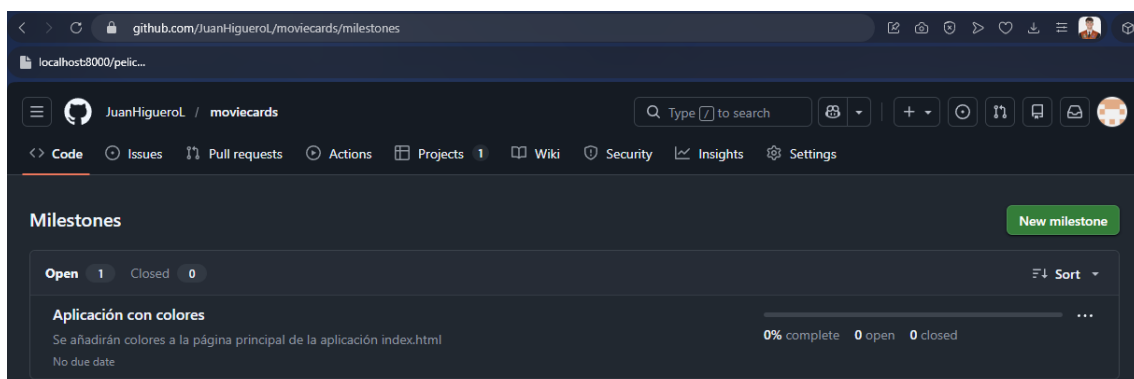 github.com/JuanHigueroL/moviecards/milestones
localhost:8000/pelic...
JuanHigueroL / moviecards
Type / to search
Code Issues Pull requests Actions Projects 1 Wiki Security Insights Settings
Milestones
New milestone
Open 1 Closed 0
Sort
Aplicación con colores
Se añadirán colores a la página principal de la aplicación index.html
0% complete 0 open 0 closed
No due date